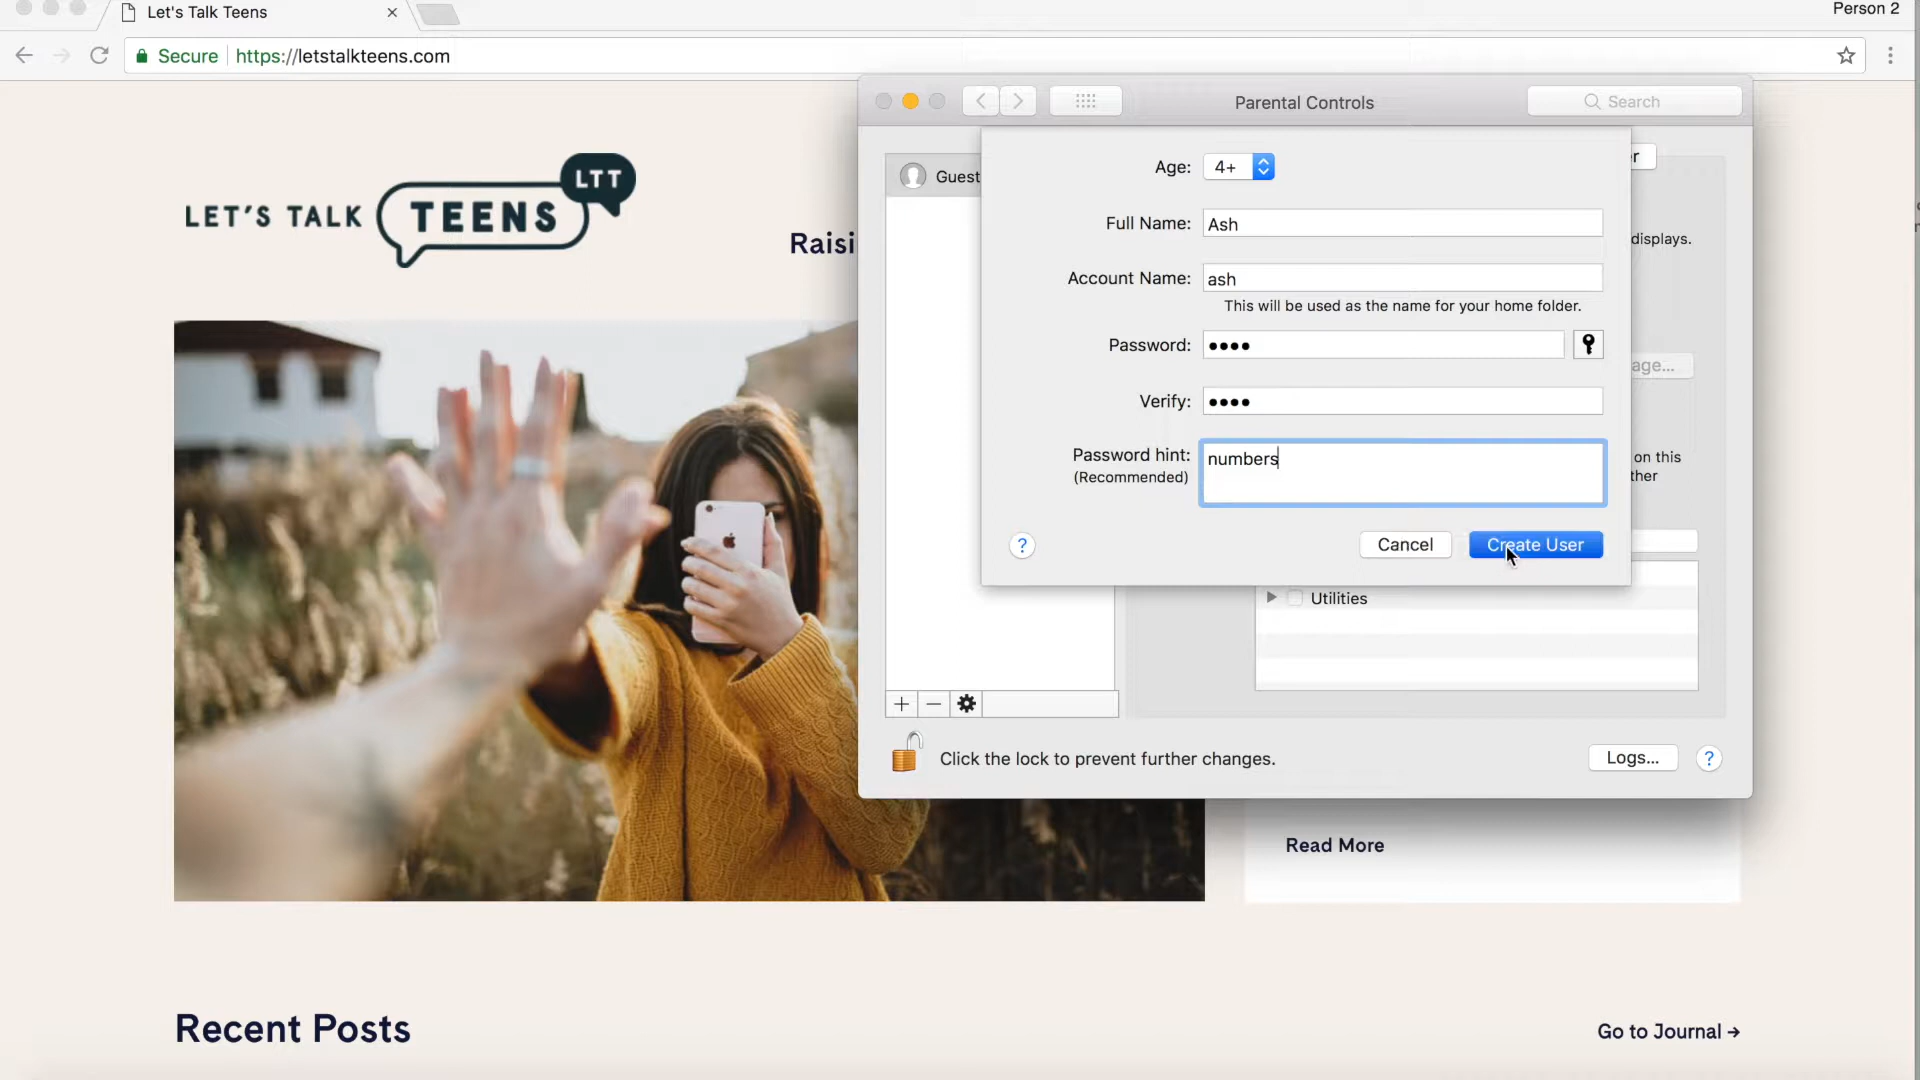 Let's Talk Teens
Person 2
Secure
https://letstalkteens.com
Parental Controls
Search
LET'S TALK TEENS
LTT
Raisi
Guest
Age: 4+
Full Name: Ash
Account Name: ash
This will be used as the name for your home folder.
Password: ••••
Verify: ••••
Password hint: numbers
(Recommended)
Cancel
Create User
displays.
age...
on this
ther
Utilities
Click the lock to prevent further changes.
Logs...
Read More
Recent Posts
Go to Journal →